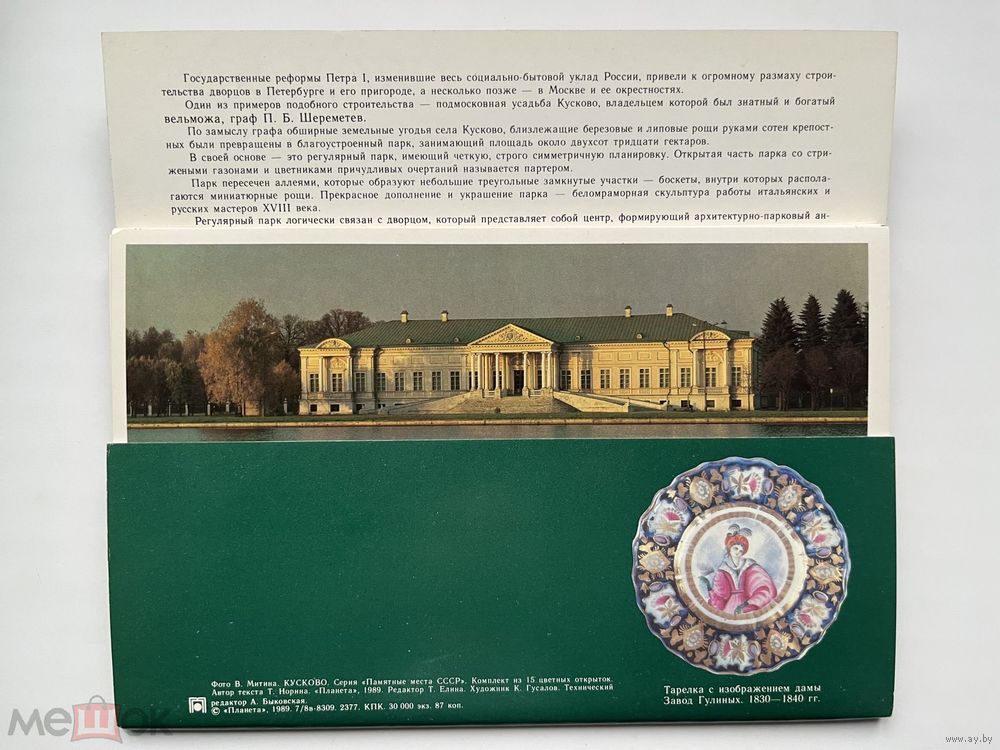 Государственные реформы Петра I, изменившие весь социально-бытовой уклад России, привели к огромному размаху строи-
тельства дворцов в Петербурге и его пригороде, а несколько позже — в Москве и ее окрестностях.
Один из примеров подобного строительства — подмосковная усадьба Кусково, владельцем которой был знатный и богатый
вельможа, граф П. Б. Шереметев.
По замыслу графа обширные земельные угодья села Кусково, близлежащие березовые и липовые рощи руками сотен крепост-
ных были превращены в благоустроенный парк, занимающий площадь около двухсот тридцати гектаров.
В своей основе — это регулярный парк, имеющий четкую, строго симметричную планировку. Открытая часть парка со стри-
жеными газонами и цветниками причудливых очертаний называется партером.
Парк пересечен аллеями, которые образуют небольшие треугольные замкнутые участки — боскеты, внутри которых распола-
гаются миниатюрные рощи. Прекрасное дополнение и украшение парка — беломраморная скульптура работы итальянских и
русских мастеров XVIII века.
Регулярный парк логически связан с дворцом, который представляет собой центр, формирующий архитектурно-парковый ан-
Фото В. Митина. КУСКОВО. Серия «Памятные места СССР». Комплект из 15 цветных открыток.
Автор текста Т. Норина. «Планета», 1989. Редактор Т. Елина. Художник К. Гусалов. Технический
редактор А. Быковская.
© «Планета», 1989. 7/8в-8309. 2377. КПК. 30 000 экз. 87 коп.
Тарелка с изображением дамы
Завод Гулиных. 1830—1840 гг.
мешок
www.ay.by